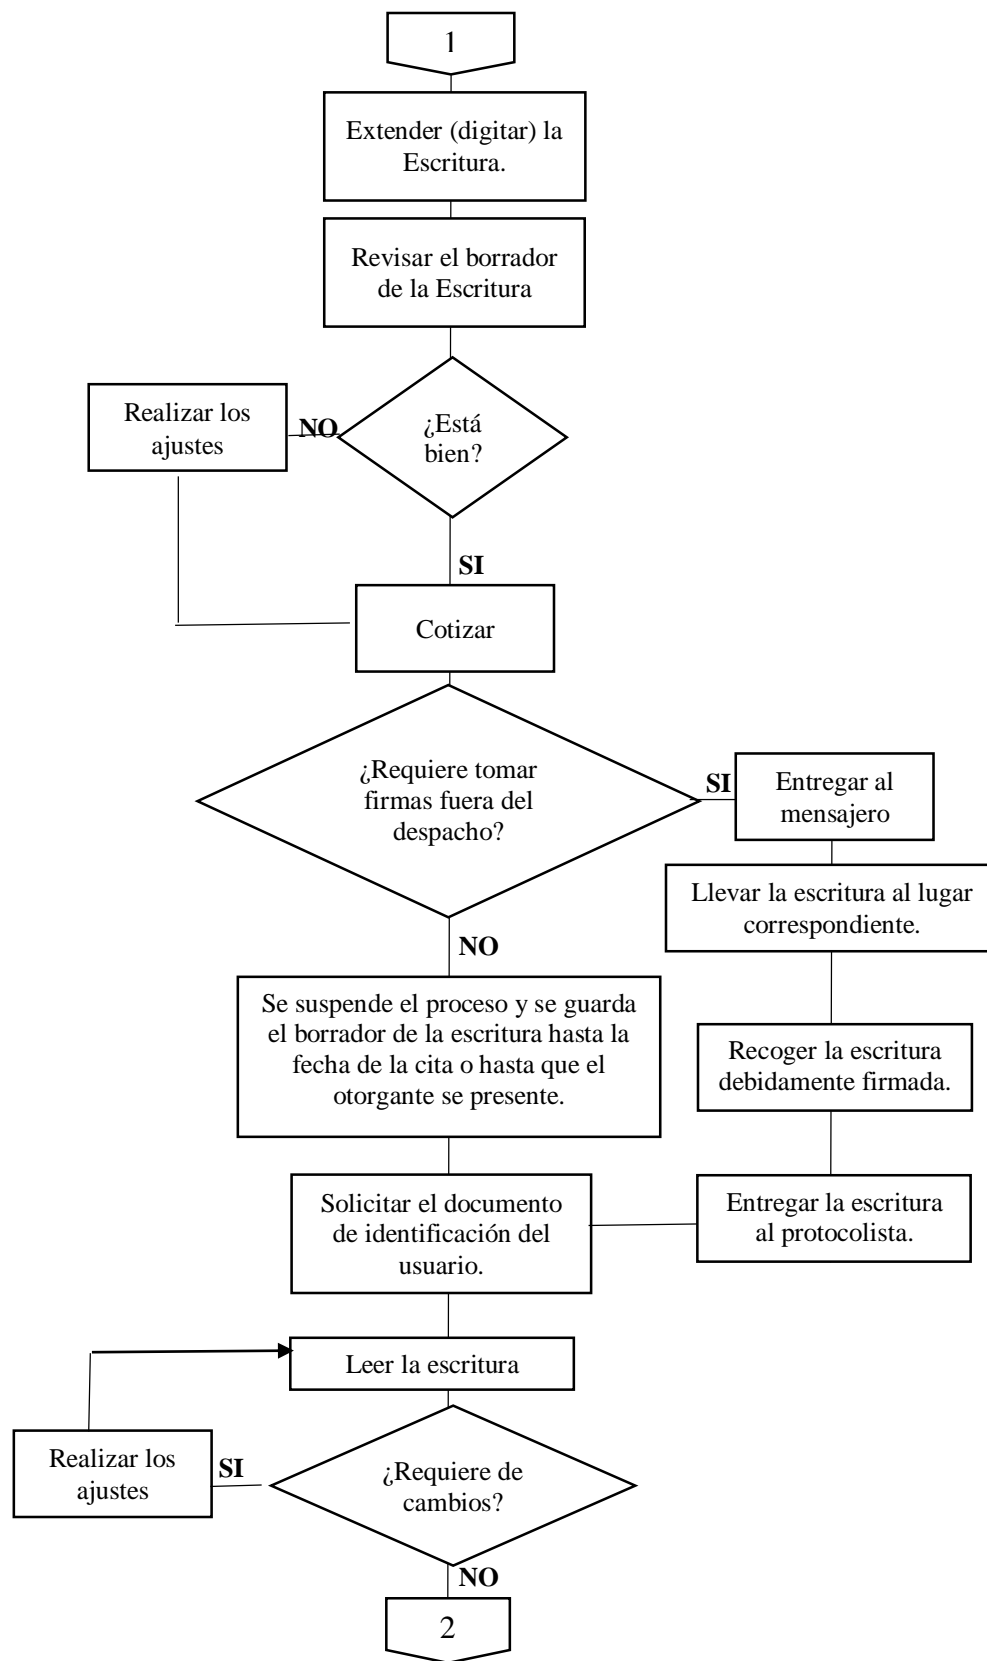 1
Extender (digitar) la
Escritura.
Revisar el borrador
de la Escritura
¿Está
bien?
NO
Realizar los
ajustes
SI
Cotizar
¿Requiere tomar
firmas fuera del
despacho?
SI
Entregar al
mensajero
Llevar la escritura al lugar
correspondiente.
Recoger la escritura
debidamente firmada.
Entregar la escritura
al protocolista.
NO
Se suspende el proceso y se guarda
el borrador de la escritura hasta la
fecha de la cita o hasta que el
otorgante se presente.
Solicitar el documento
de identificación del
usuario.
Leer la escritura
¿Requiere de
cambios?
SI
Realizar los
ajustes
NO
2